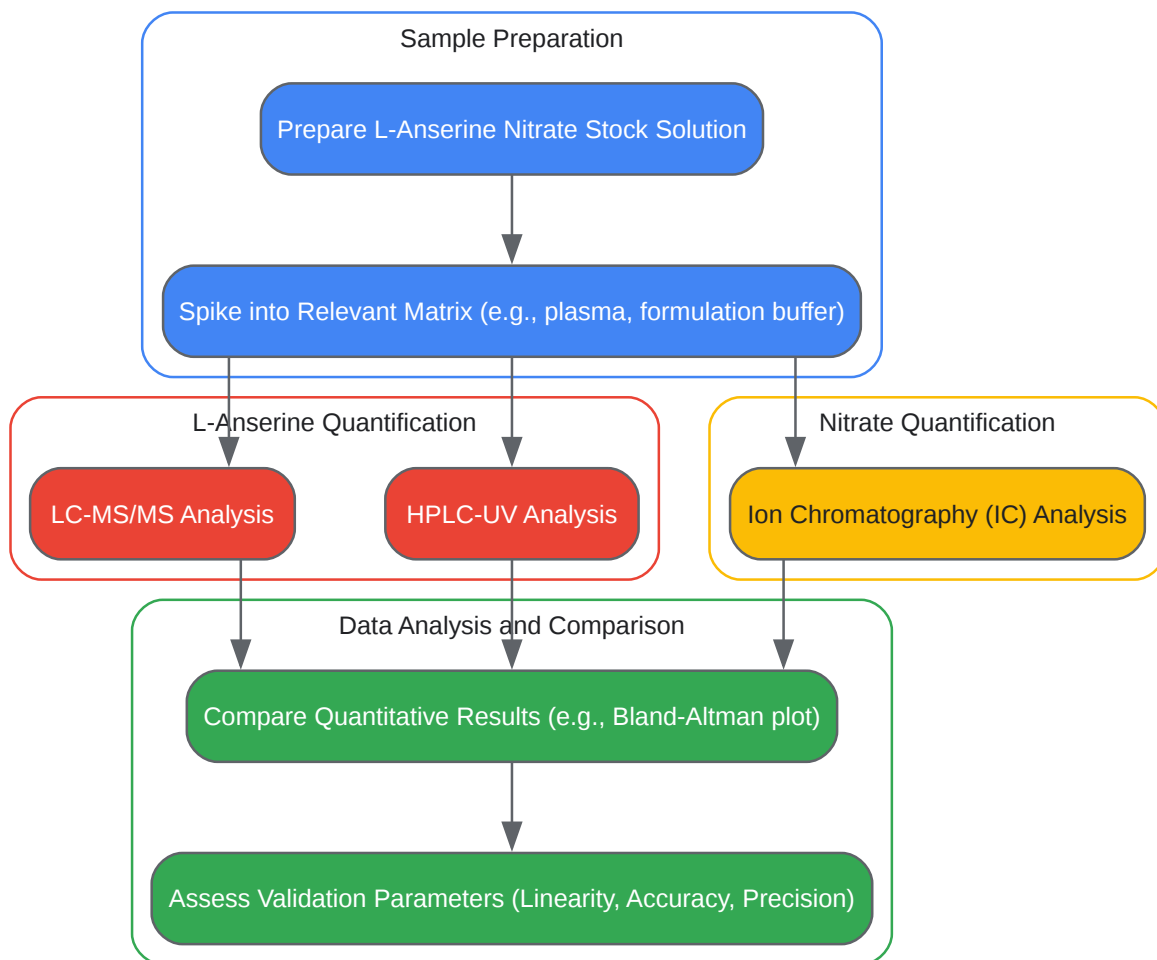 Sample Preparation
Prepare L-Anserine Nitrate Stock Solution
Spike into Relevant Matrix (e.g., plasma, formulation buffer)
L-Anserine Quantification
Nitrate Quantification
LC-MS/MS Analysis
HPLC-UV Analysis
Ion Chromatography (IC) Analysis
Data Analysis and Comparison
Compare Quantitative Results (e.g., Bland-Altman plot)
Assess Validation Parameters (Linearity, Accuracy, Precision)